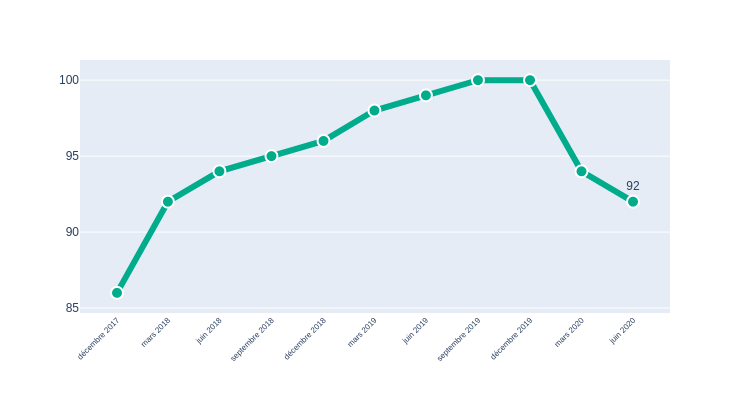 100
95
92
90
85
décembre 2017
mars 2018
juin 2018
septembre 2018
décembre 2018
mars 2019
juin 2019
septembre 2019
décembre 2019
mars 2020
juin 2020